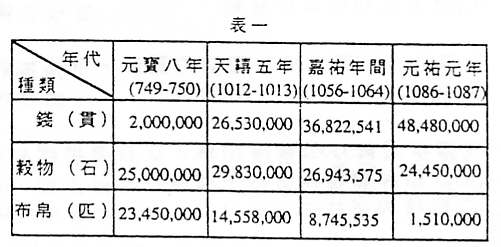 表一
年代
種類
元寶八年 天禧五年 嘉祐年間 元祐元年
(749-750) (1012-1013) (1056-1064) (1086-1087)
錢（貫） 2,000,000 26,530,000 36,822,541 48,480,000
穀物（石） 25,000,000 29,830,000 26,943,575 24,450,000
布帛（匹） 23,450,000 14,558,000 8,745,535 1,510,000